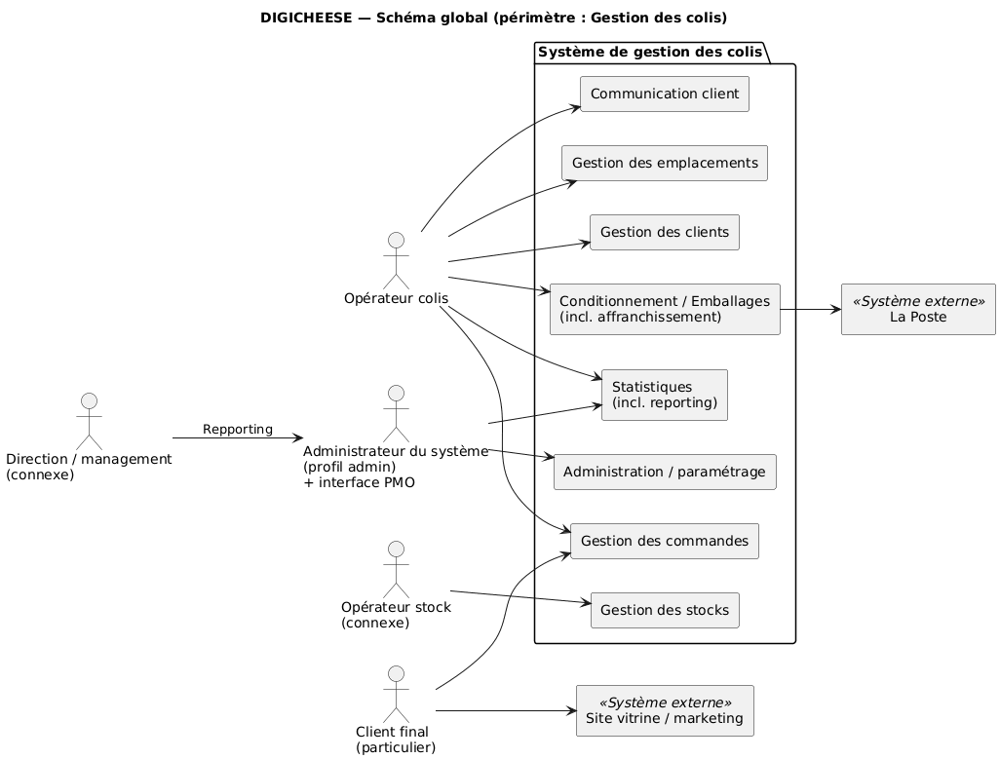 DIGICHEESE — Schéma global (périmètre : Gestion des colis)
Système de gestion des colis
Communication client
Gestion des emplacements
Gestion des clients
Opérateur colis
Conditionnement / Emballages
(incl. affranchissement)
«Système externe»
La Poste
Statistiques
(incl. reporting)
Repporting
Direction / management
(connexe)
Administrateur du système
(profil admin)
+ interface PMO
Administration / paramétrage
Gestion des commandes
Opérateur stock
(connexe)
Gestion des stocks
Client final
(particulier)
«Système externe»
Site vitrine / marketing